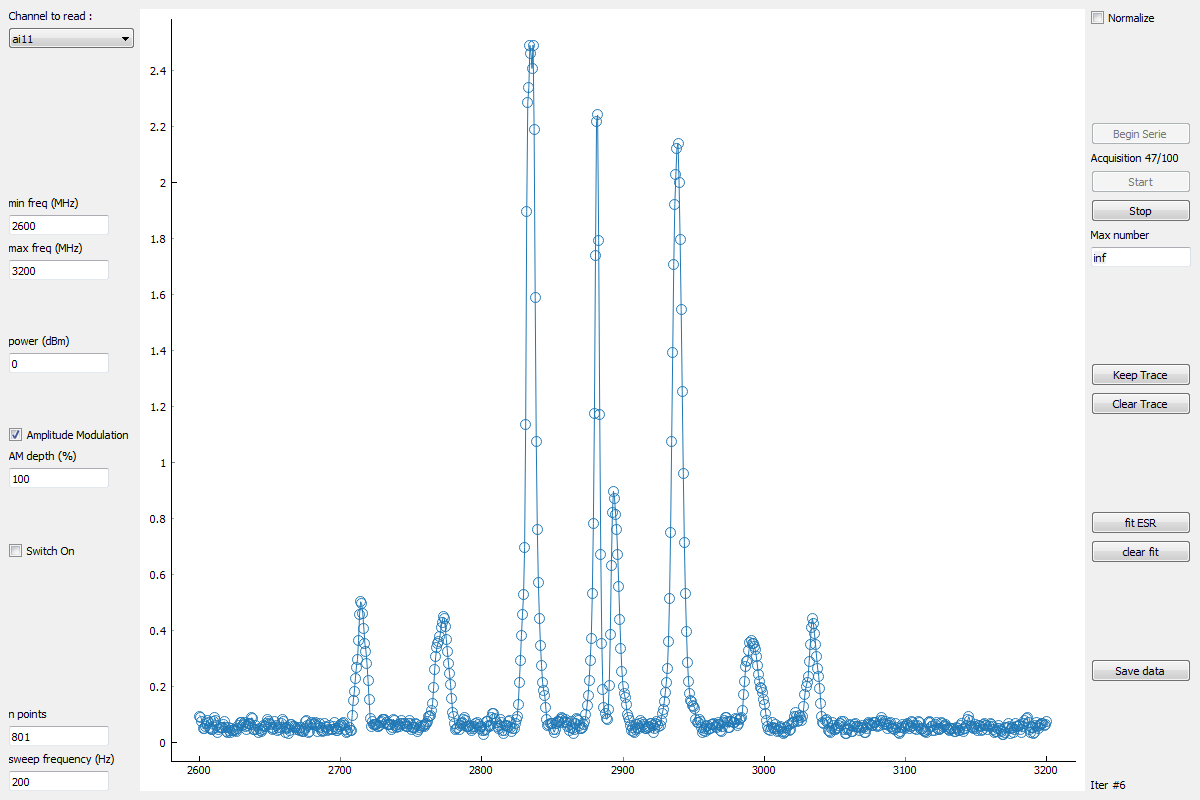 Channel to read :
ai11
min freq (MHz)
2600
max freq (MHz)
3200
power (dBm)
0
Amplitude Modulation
AM depth (%)
100
Switch On
n points
801
sweep frequency (Hz)
200
2.4
2.2
2
1.8
1.6
1.4
1.2
1
0.8
0.6
0.4
0.2
0
2600 2700 2800 2900 3000 3100 3200
Normalize
Begin Serie
Acquisition 47/100
Start
Stop
Max number
inf
Keep Trace
Clear Trace
fit ESR
clear fit
Save data
Iter #6